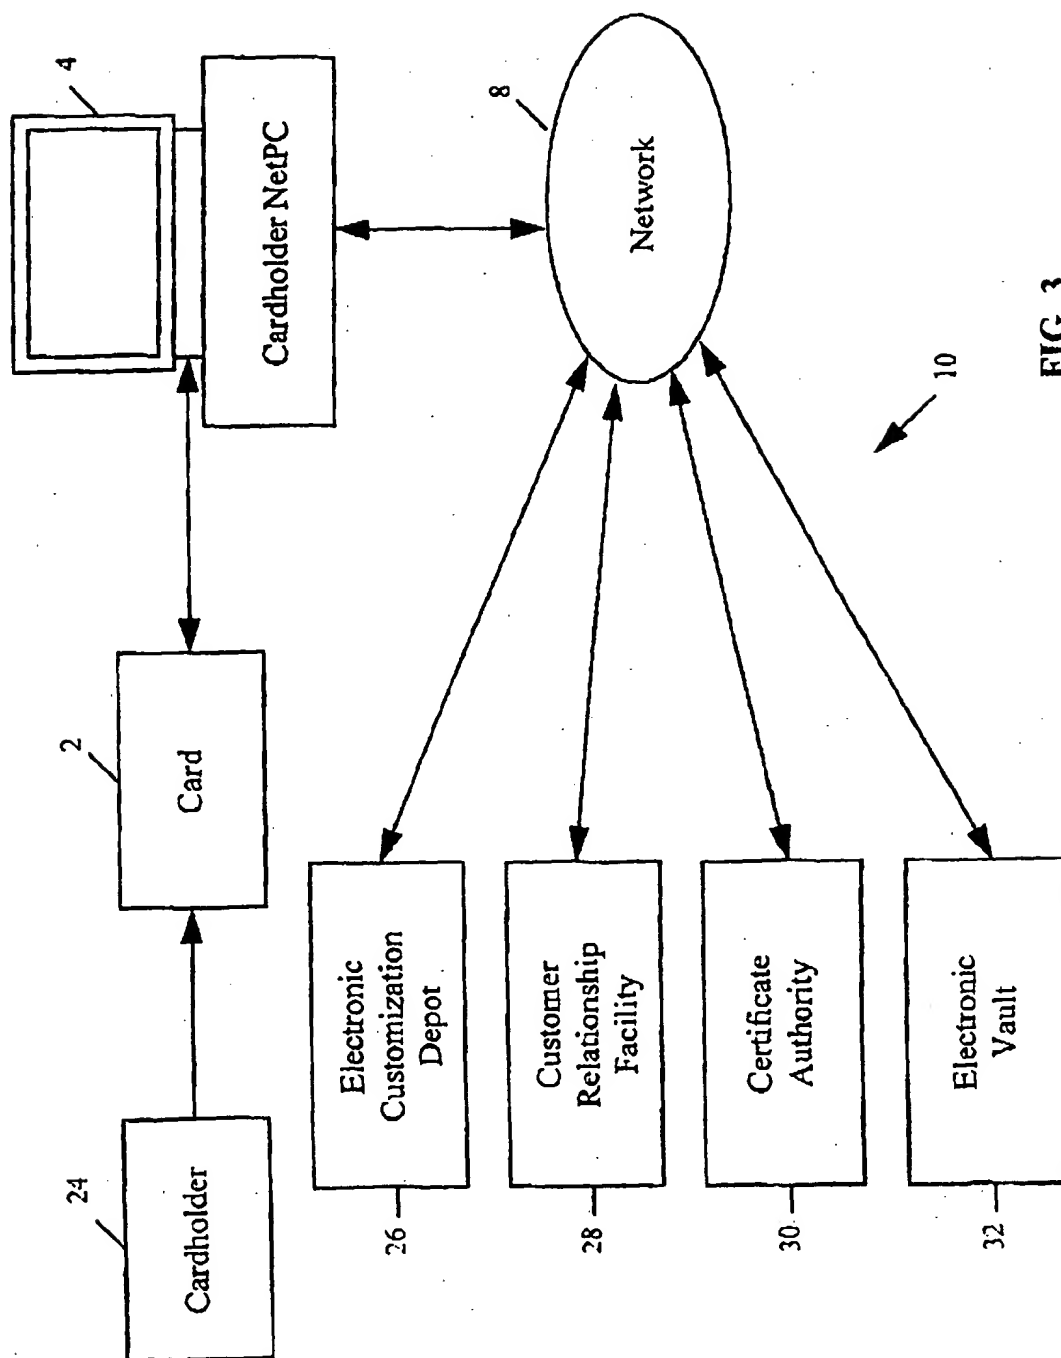 24
Cardholder
2
Card
4
Cardholder NetPC
26
Electronic
Customization
Depot
28
Customer
Relationship
Facility
30
Certificate
Authority
32
Electronic
Vault
8
Network
10
FIG. 3